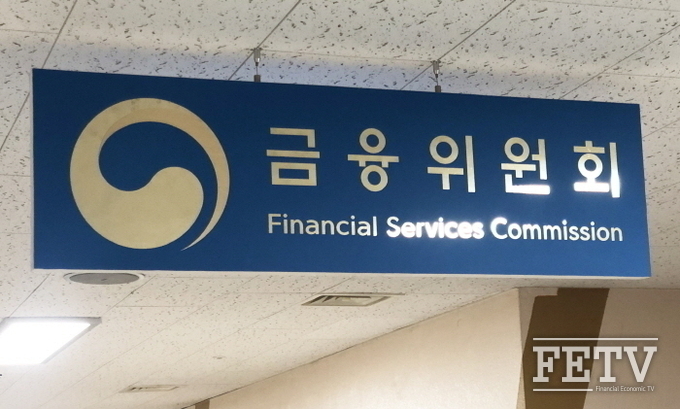 금융위원회
Financial Services Commission
FETV
Financial Economic TV